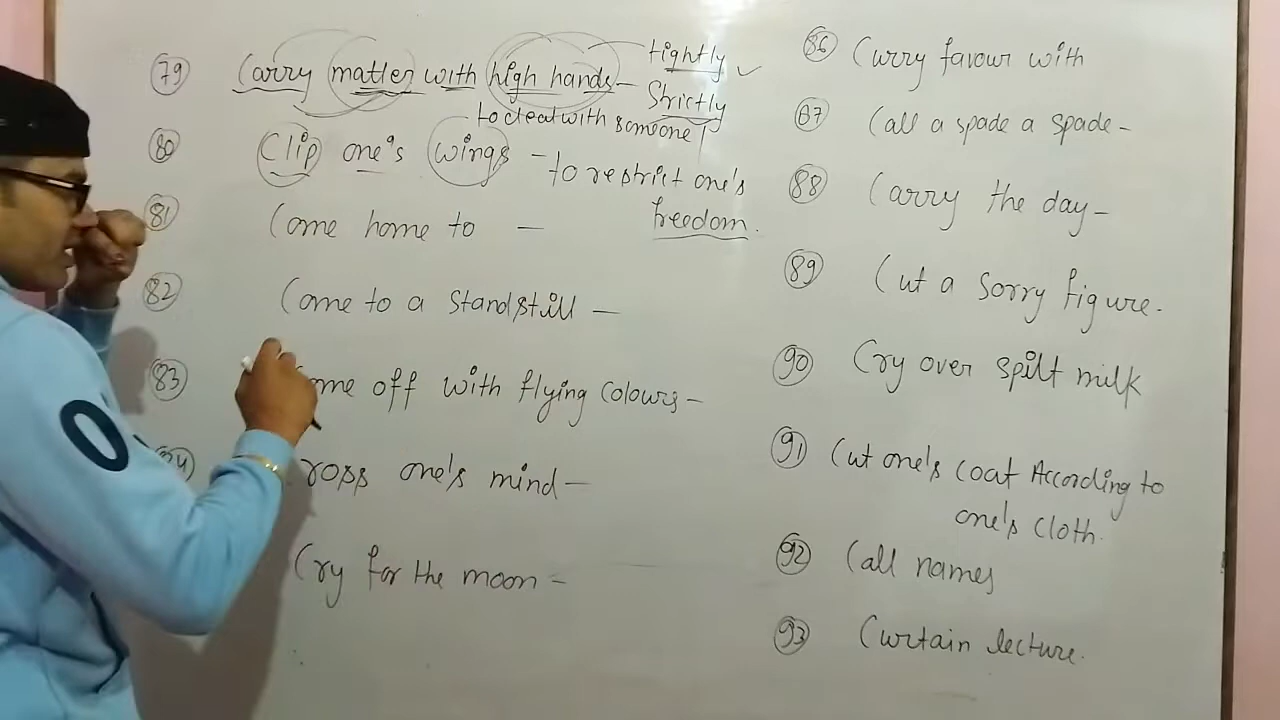 79 Carry matter with high hands - tightly
Strictly
to deal with someone
80 Clip one's wings - to restrict one's
freedom.
81 Come home to -
82 Come to a standstill -
83 ome off with flying colours -
ross one's mind -
Cry for the moon -
86 Curry favour with
87 Call a spade a spade -
88 Carry the day -
89 Cut a sorry figure.
90 Cry over spilt milk
91 Cut one's coat According to
one's cloth.
92 Call names
93 Curtain lecture.
0